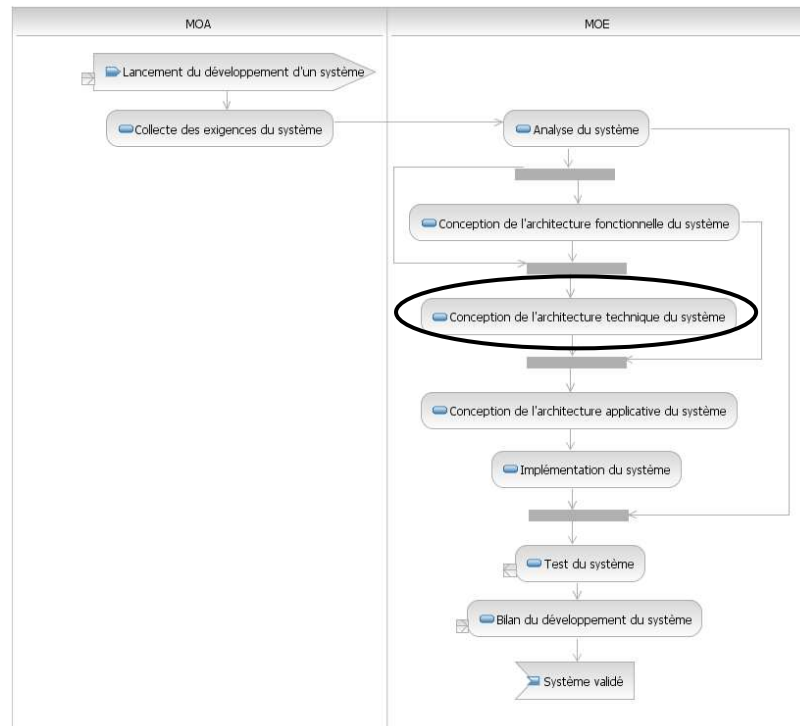 MOA
MOE
Lancement du développement d'un système
Collecte des exigences du système
Analyse du système
Conception de l'architecture fonctionnelle du système
Conception de l'architecture technique du système
Conception de l'architecture applicative du système
Implémentation du système
Test du système
Bilan du développement du système
Système validé